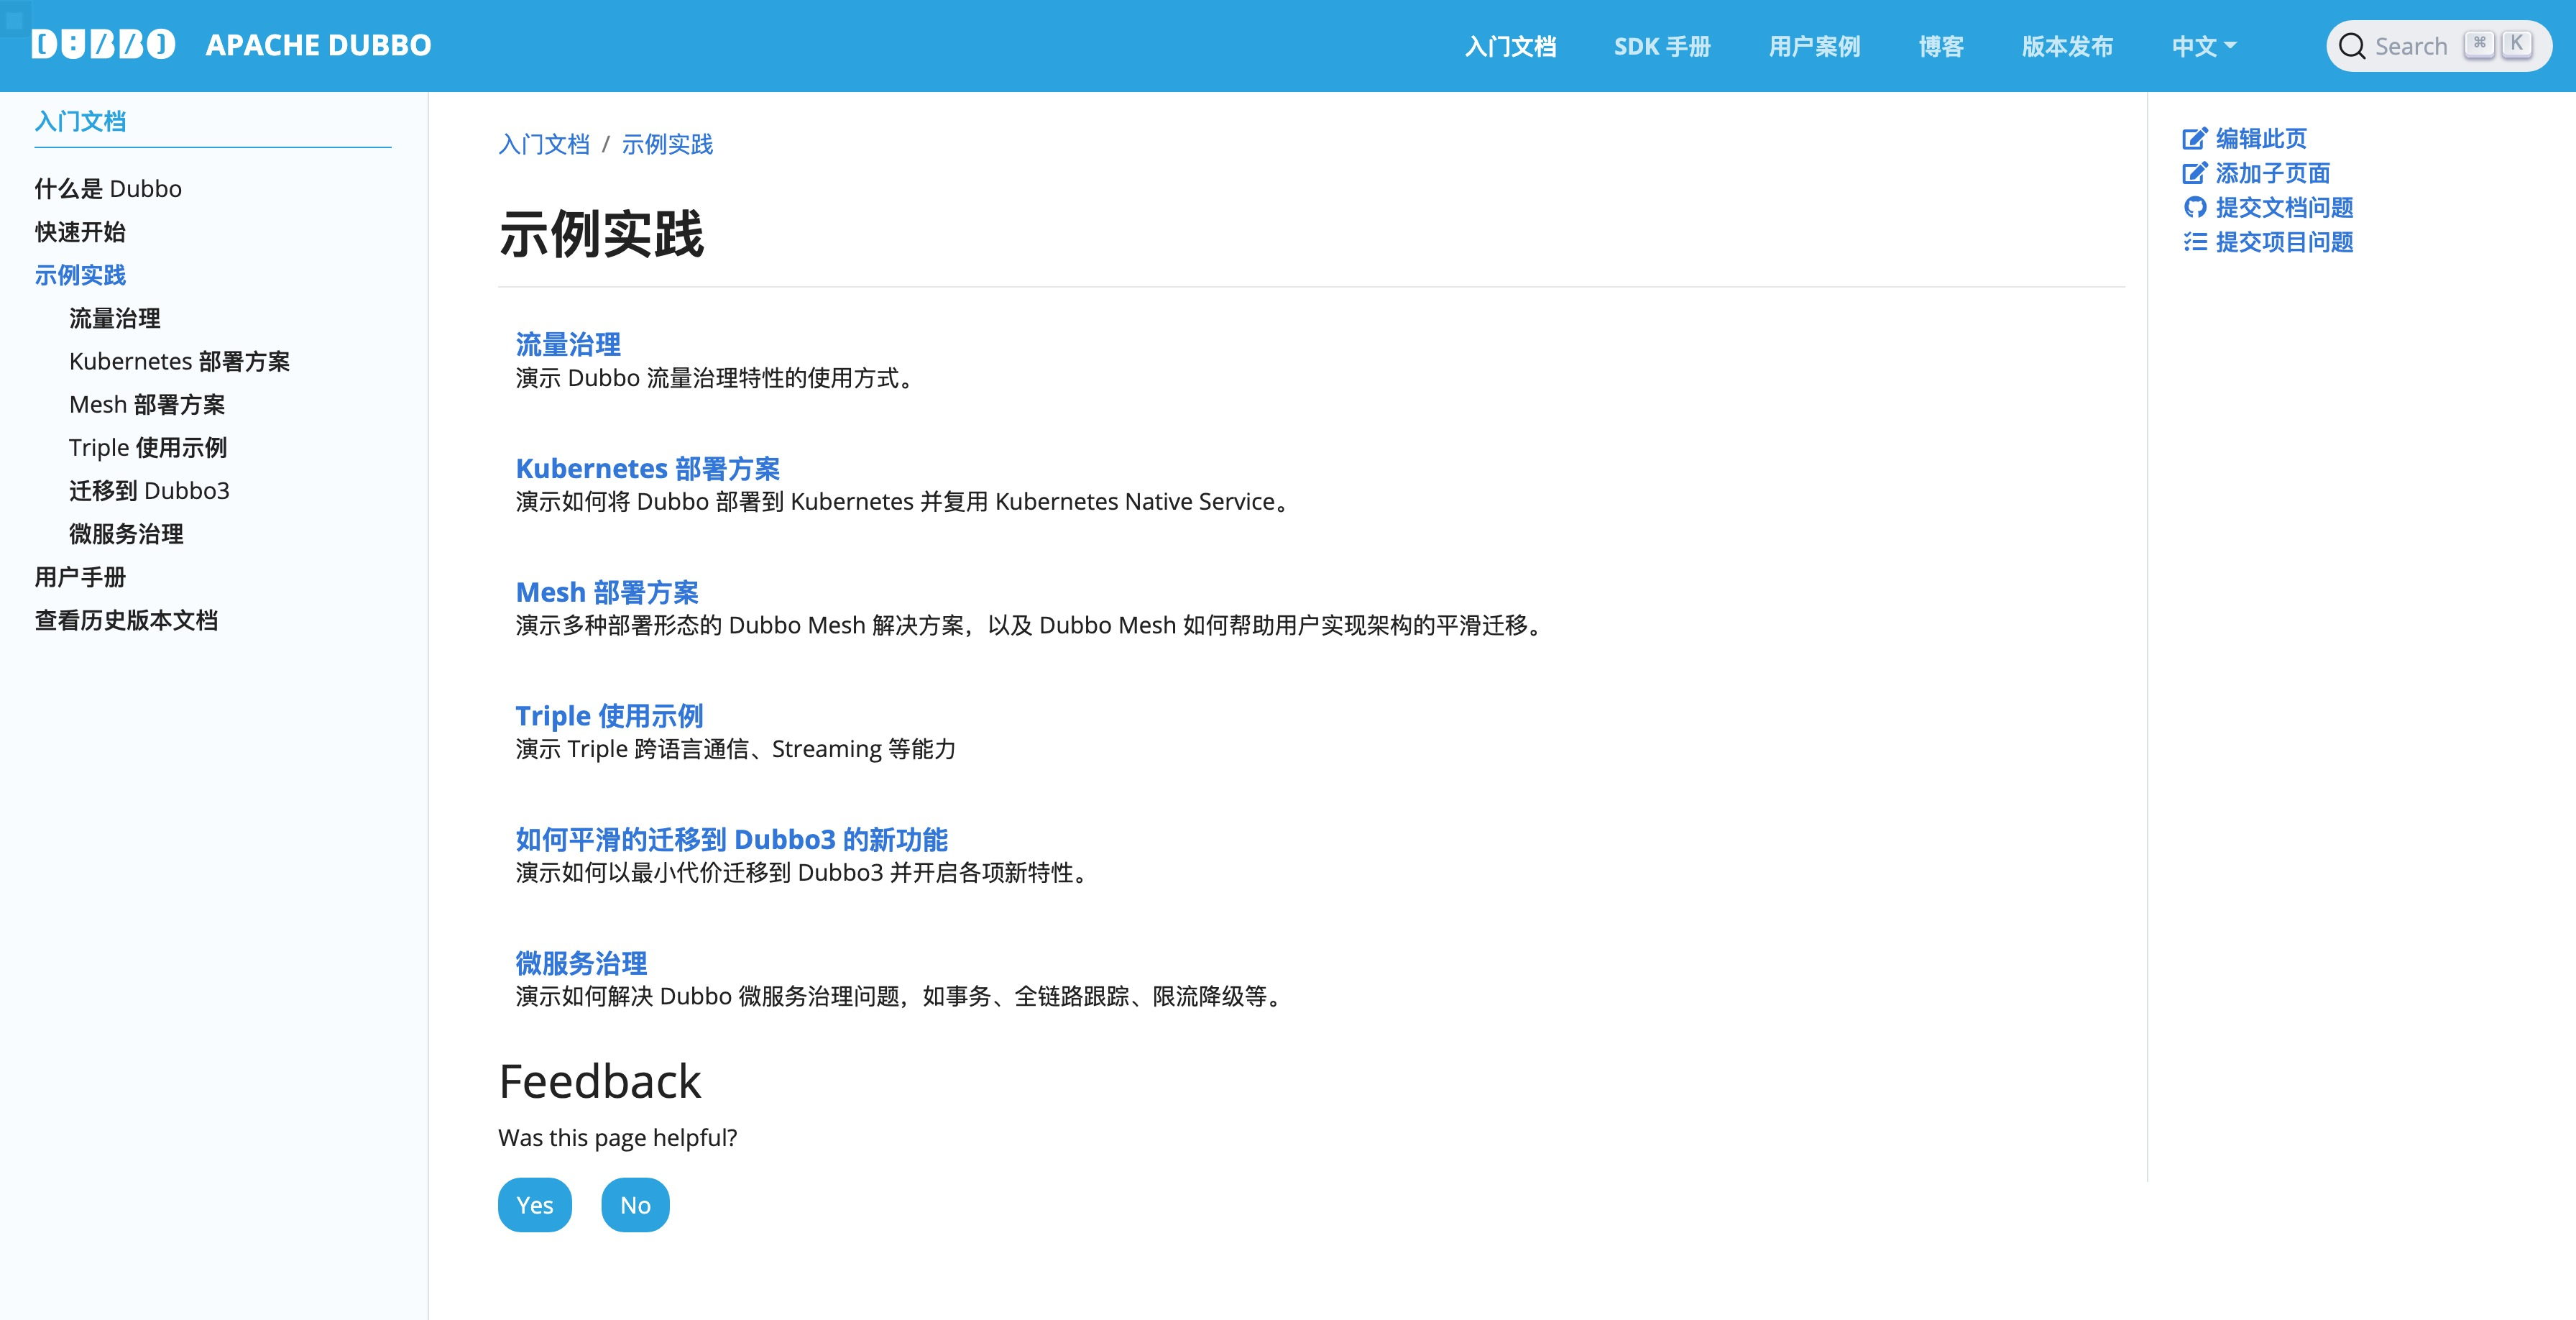 DUBBO APACHE DUBBO 入门文档 SDK 手册 用户案例 博客 版本发布 中文 Search ⌘ K
入门文档
什么是 Dubbo
快速开始
示例实践
流量治理
Kubernetes 部署方案
Mesh 部署方案
Triple 使用示例
迁移到 Dubbo3
微服务治理
用户手册
查看历史版本文档
入门文档 / 示例实践
示例实践
流量治理
演示 Dubbo 流量治理特性的使用方式。
Kubernetes 部署方案
演示如何将 Dubbo 部署到 Kubernetes 并复用 Kubernetes Native Service。
Mesh 部署方案
演示多种部署形态的 Dubbo Mesh 解决方案，以及 Dubbo Mesh 如何帮助用户实现架构的平滑迁移。
Triple 使用示例
演示 Triple 跨语言通信、Streaming 等能力
如何平滑的迁移到 Dubbo3 的新功能
演示如何以最小代价迁移到 Dubbo3 并开启各项新特性。
微服务治理
演示如何解决 Dubbo 微服务治理问题，如事务、全链路跟踪、限流降级等。
Feedback
Was this page helpful?
Yes No
编辑此页
添加子页面
提交文档问题
提交项目问题